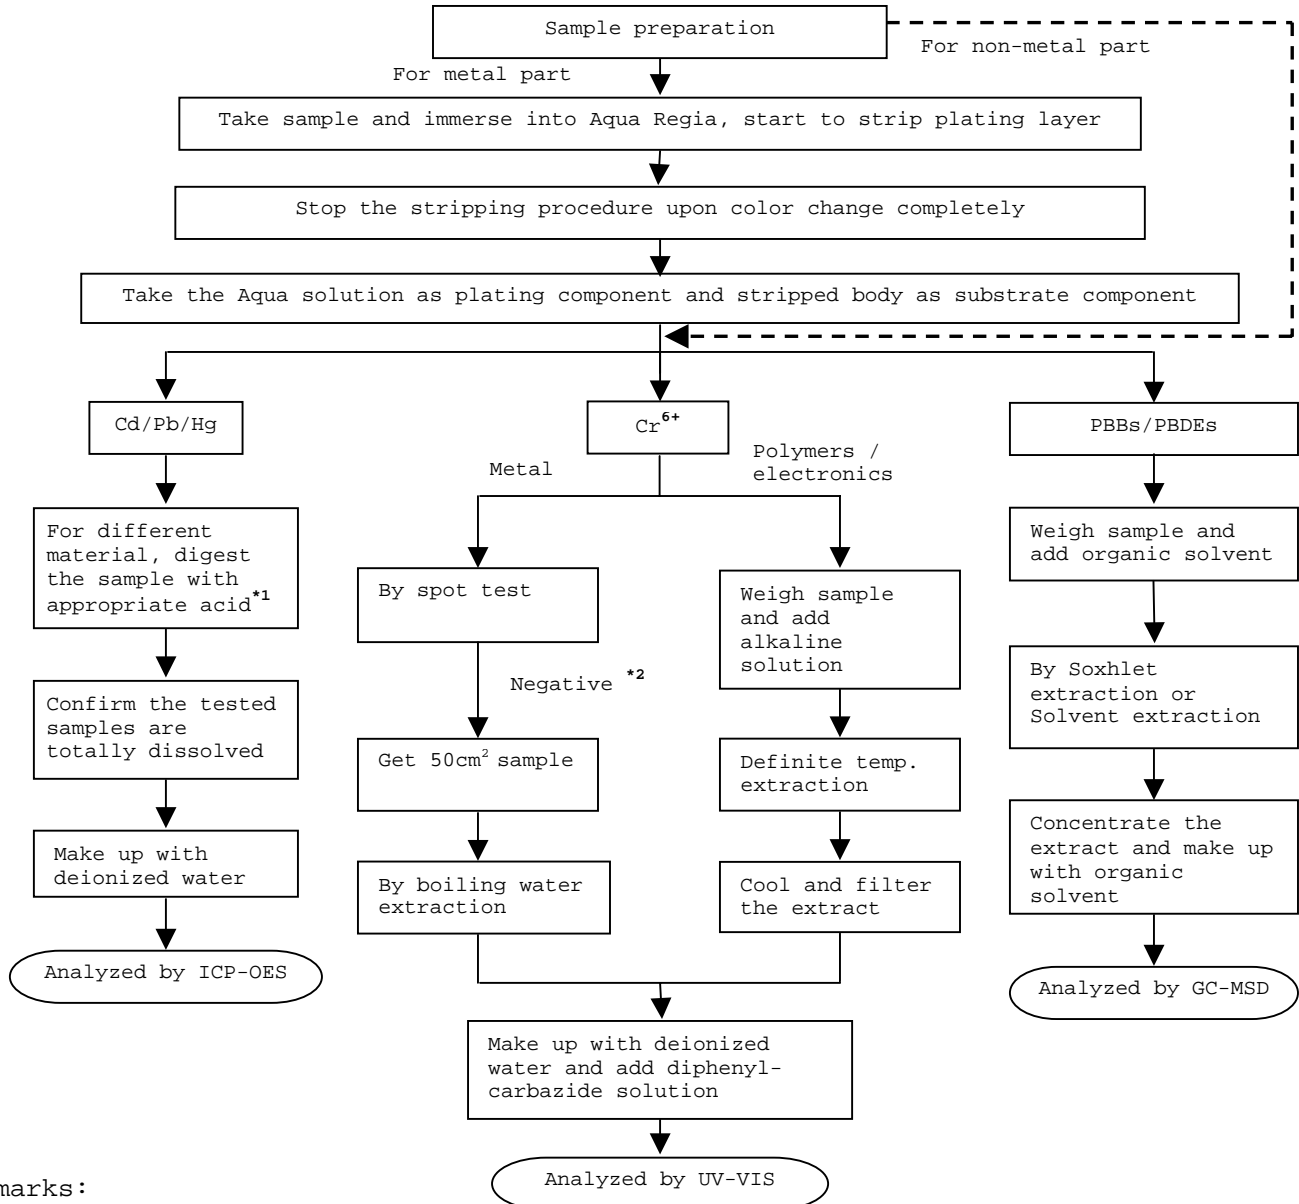 Sample preparation
For non-metal part
For metal part
Take sample and immerse into Aqua Regia, start to strip plating layer
Stop the stripping procedure upon color change completely
Take the Aqua solution as plating component and stripped body as substrate component
Cd/Pb/Hg
Cr6+
PBBs/PBDEs
Metal
Polymers /
electronics
For different
material, digest
the sample with
appropriate acid*1
Confirm the tested
samples are
totally dissolved
Make up with
deionized water
Analyzed by ICP-OES
By spot test
Negative *2
Get 50cm2 sample
By boiling water
extraction
Weigh sample
and add
alkaline
solution
Definite temp.
extraction
Cool and filter
the extract
Make up with deionized
water and add diphenyl-
carbazide solution
Analyzed by UV-VIS
Weigh sample and
add organic solvent
By Soxhlet
extraction or
Solvent extraction
Concentrate the
extract and make up
with organic
solvent
Analyzed by GC-MSD
marks: